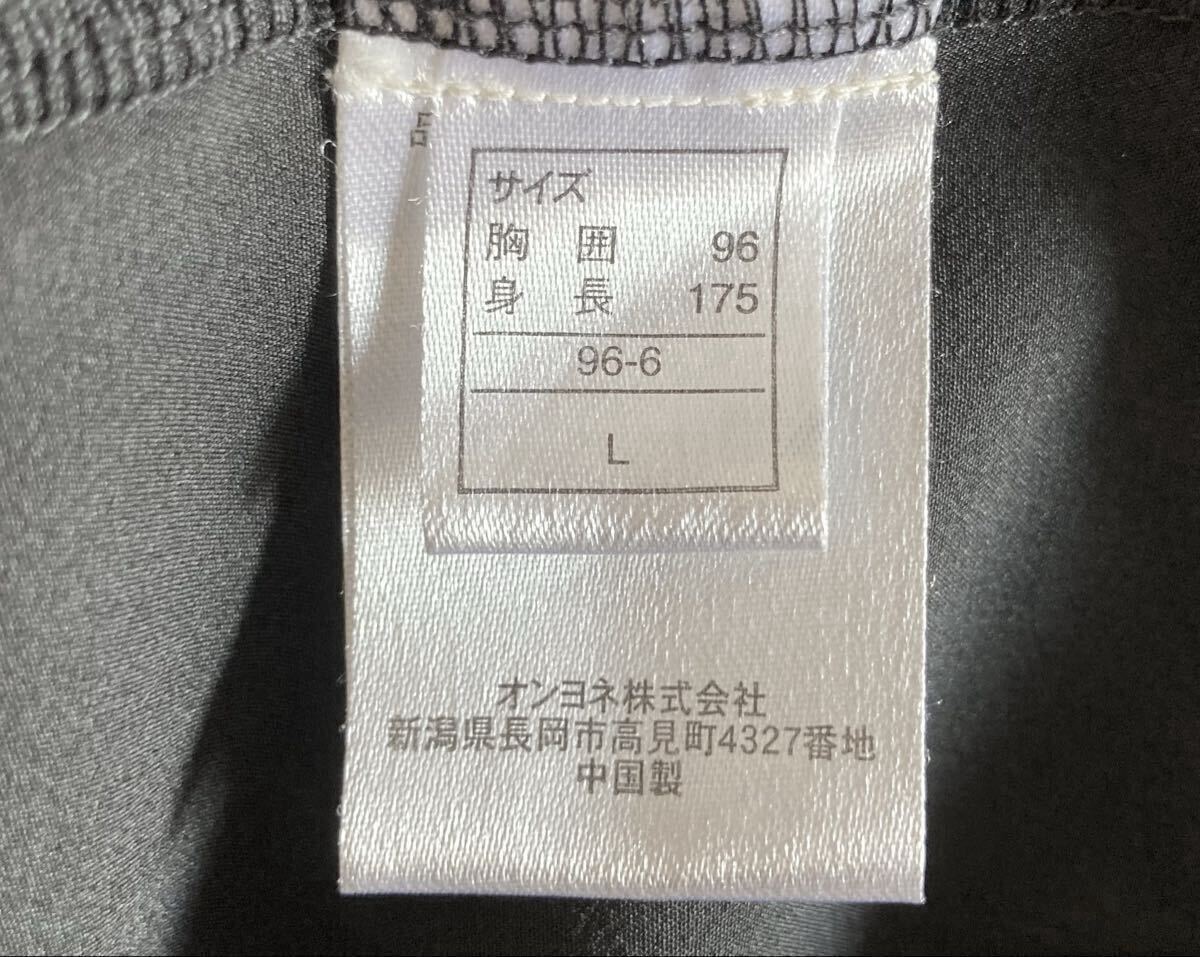 品
サイズ
胸 囲 96
身 長 175
96-6
L
オンヨネ株式会社
新潟県長岡市高見町4327番地
中国製